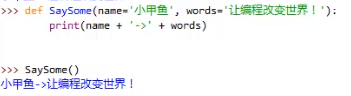 >>> def SaySome(name='小甲鱼', words='让编程改变世界！'):
        print(name + '->' + words)
>>> SaySome()
小甲鱼->让编程改变世界！